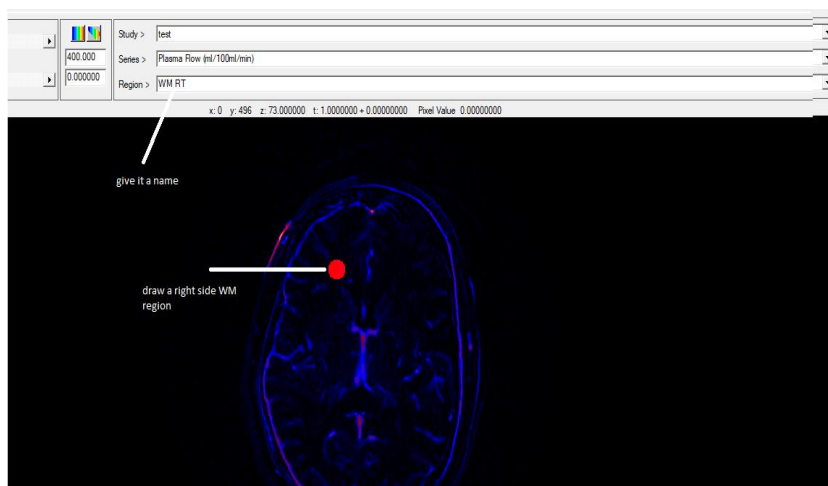 Study > test
400.000 Series > Plasma Flow (ml/100ml/min)
0.000000 Region > WM RT
x: 0 y: 496 z: 73.000000 t: 1.0000000 + 0.00000000 Pixel Value 0.00000000
give it a name
draw a right side WM
region